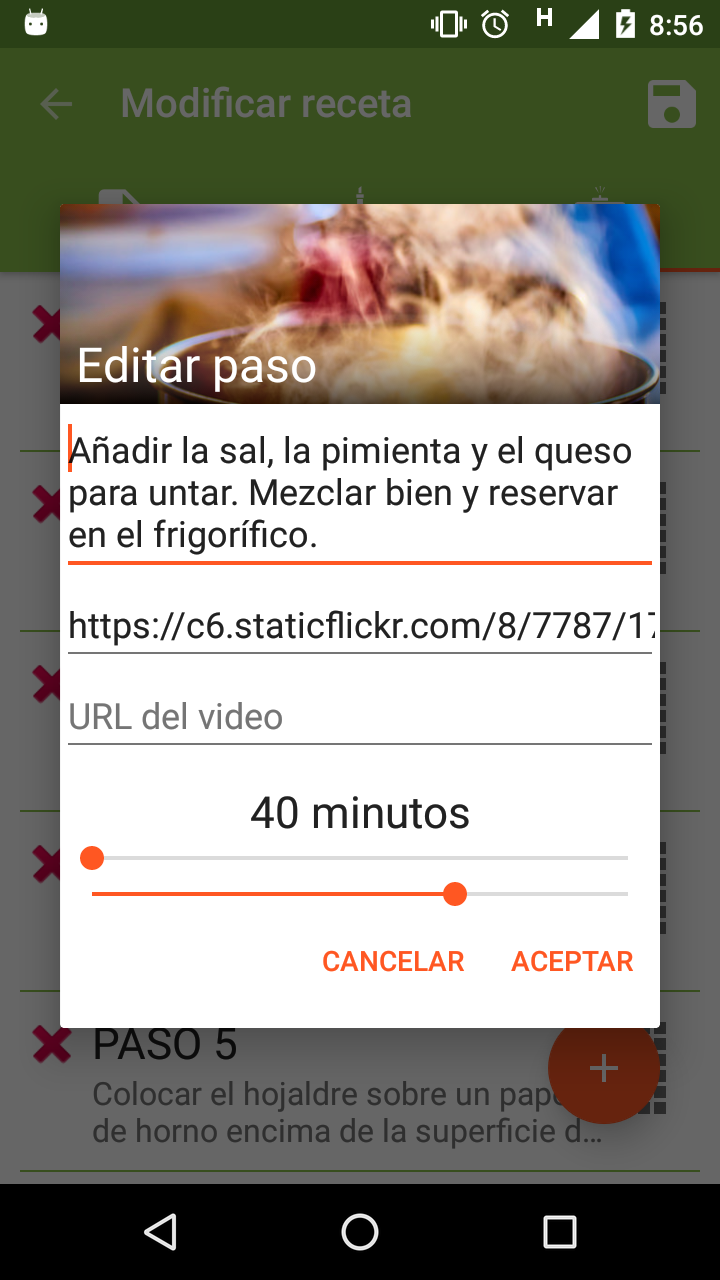 H 8:56
Modificar receta
Editar paso
Añadir la sal, la pimienta y el queso
para untar. Mezclar bien y reservar
en el frigorífico.
https://c6.staticflickr.com/8/7787/17
URL del video
40 minutos
CANCELAR ACEPTAR
PASO 5
Colocar el hojaldre sobre un pape
de horno encima de la superficie d...